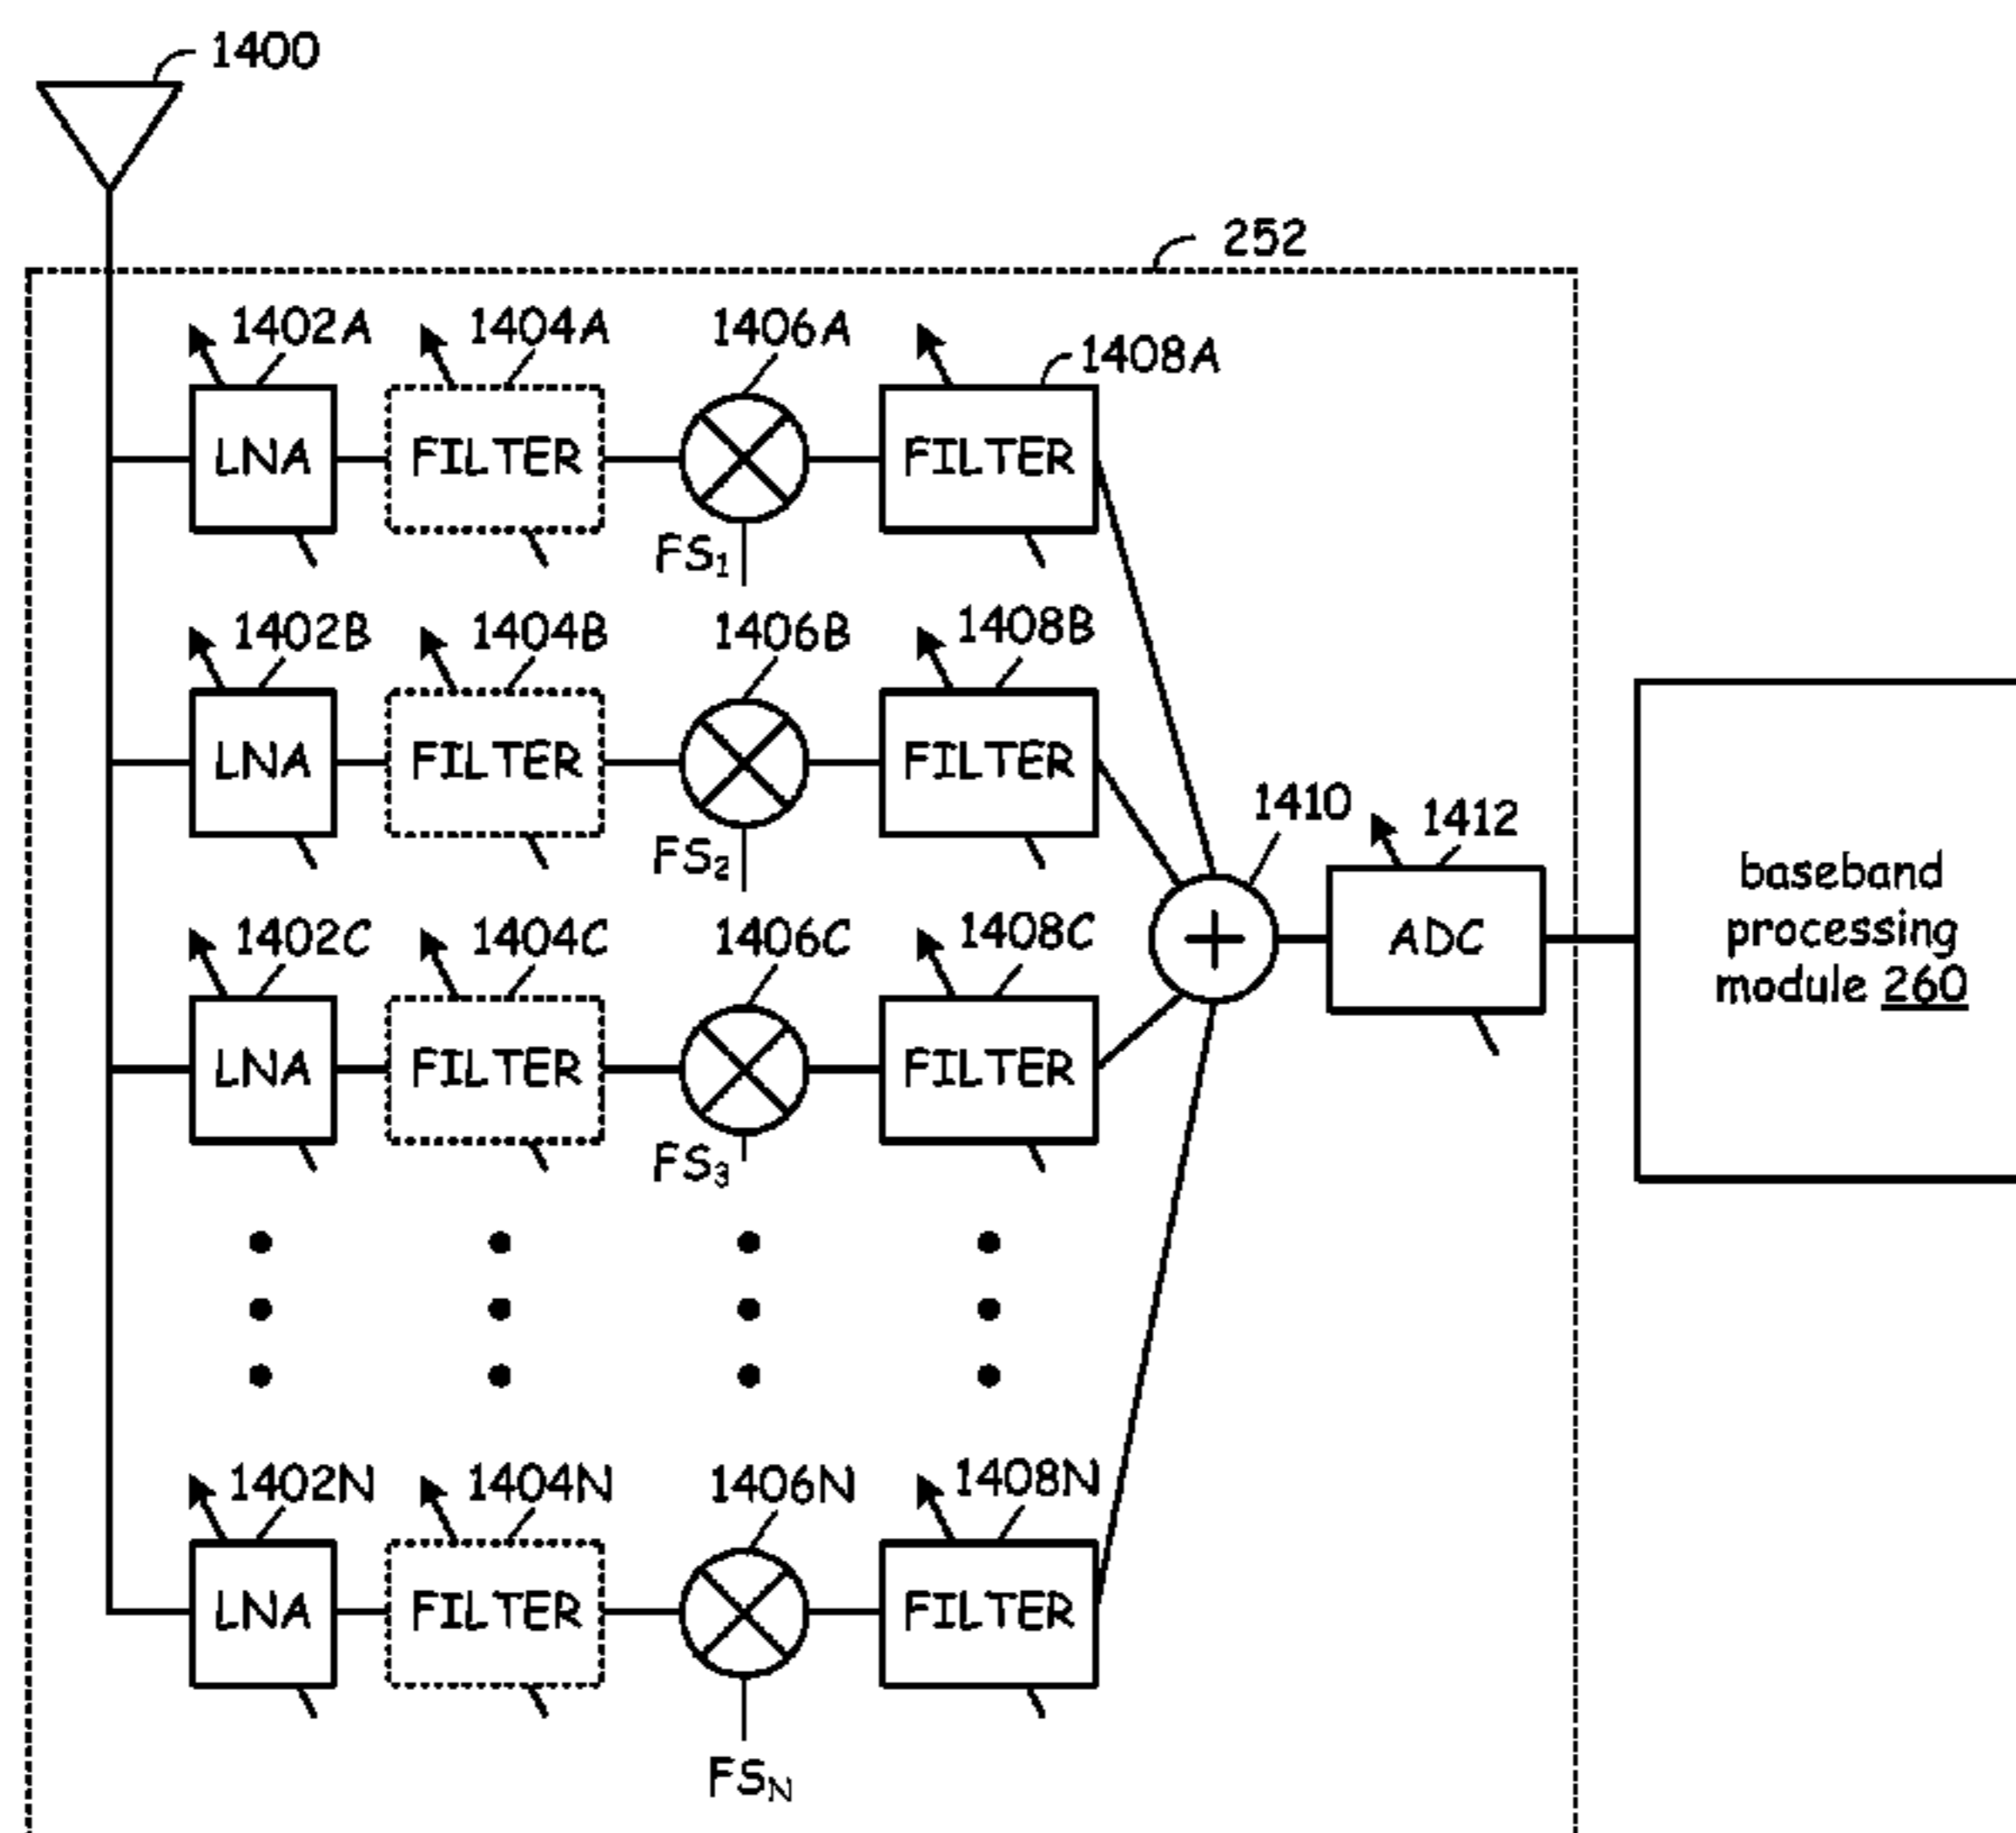 1400
252
1402A 1404A 1406A 1408A
LNA FILTER FILTER
FS1
1402B 1404B 1406B 1408B
LNA FILTER FILTER
FS2
1410 1412
1402C 1404C 1406C 1408C
+ ADC
baseband
processing
module 260
LNA FILTER FILTER
FS3
1402N 1404N 1406N 1408N
LNA FILTER FILTER
FSN